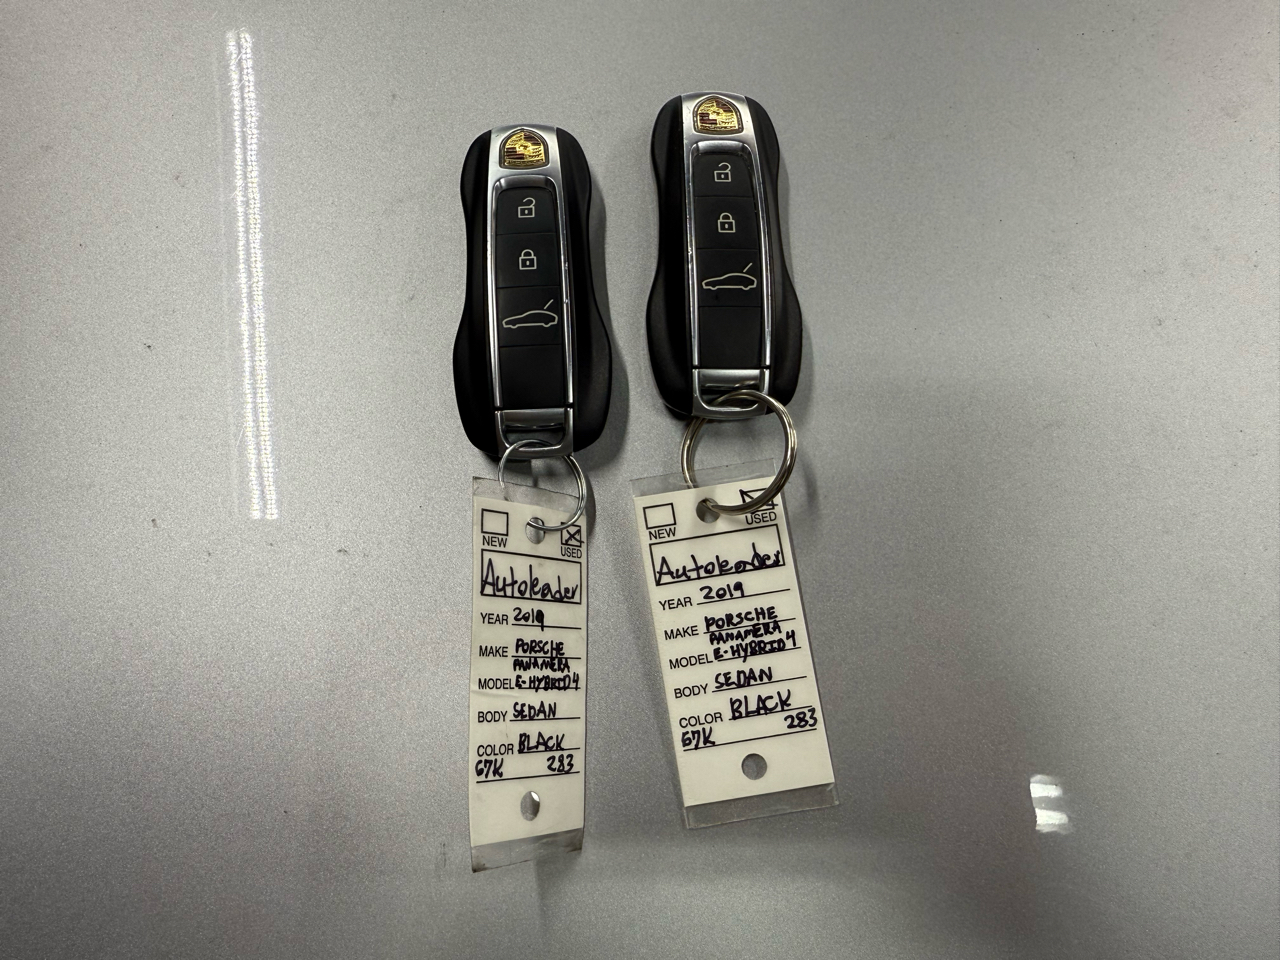 NEW USED
Autoleader
YEAR 2019
MAKE PORSCHE
PANAMERA
MODEL E-HYBRID 4
BODY SEDAN
COLOR BLACK
67K 283
NEW USED
Autoleader
YEAR 2019
MAKE PORSCHE
PANAMERA
MODEL E-HYBRID 4
BODY SEDAN
COLOR BLACK
67K 283